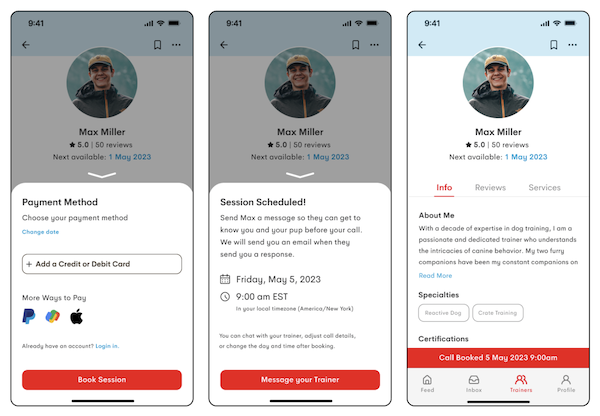 9:41
Max Miller
5.0 | 50 reviews
Next available: 1 May 2023
Payment Method
Choose your payment method
Change date
+ Add a Credit or Debit Card
More Ways to Pay
Already have an account? Login in.
Book Session
9:41
Max Miller
5.0 | 50 reviews
Next available: 1 May 2023
Session Scheduled!
Send Max a message so they can get to
know you and your pup before your call.
We will send you an email when they
send you a response.
Friday, May 5, 2023
9:00 am EST
In your local timezone (America/New York)
You can chat with your trainer, adjust call details,
or change the day and time after booking.
Message your Trainer
9:41
Max Miller
5.0 | 50 reviews
Next available: 1 May 2023
Info Reviews Services
About Me
With a decade of expertise in dog training, I am a
passionate and dedicated trainer who understands
the intricacies of canine behavior. My two furry
companions have been my constant companions on
Read More
Specialties
Reactive Dog Crate Training
Certifications
Call Booked 5 May 2023 9:00am
Feed Inbox Trainers Profile